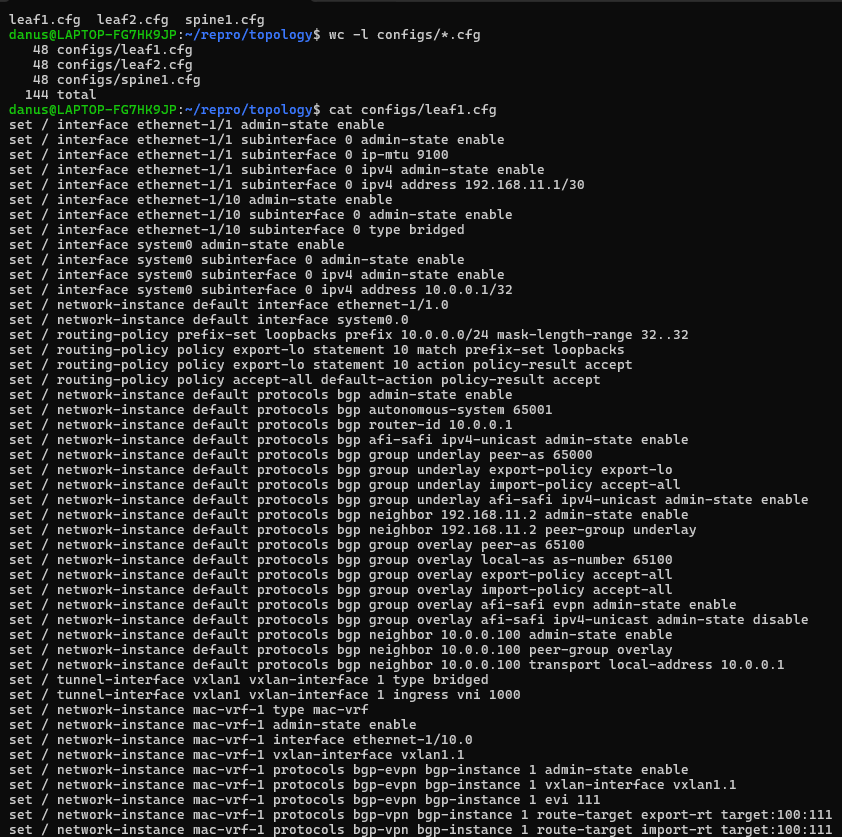 leaf1.cfg  leaf2.cfg  spine1.cfg
danus@LAPTOP-FG7HK9JP:~/repro/topology$ wc -l configs/*.cfg
   48 configs/leaf1.cfg
   48 configs/leaf2.cfg
   48 configs/spine1.cfg
  144 total
danus@LAPTOP-FG7HK9JP:~/repro/topology$ cat configs/leaf1.cfg
set / interface ethernet-1/1 admin-state enable
set / interface ethernet-1/1 subinterface 0 admin-state enable
set / interface ethernet-1/1 subinterface 0 ip-mtu 9100
set / interface ethernet-1/1 subinterface 0 ipv4 admin-state enable
set / interface ethernet-1/1 subinterface 0 ipv4 address 192.168.11.1/30
set / interface ethernet-1/10 admin-state enable
set / interface ethernet-1/10 subinterface 0 admin-state enable
set / interface ethernet-1/10 subinterface 0 type bridged
set / interface system0 admin-state enable
set / interface system0 subinterface 0 admin-state enable
set / interface system0 subinterface 0 ipv4 admin-state enable
set / interface system0 subinterface 0 ipv4 address 10.0.0.1/32
set / network-instance default interface ethernet-1/1.0
set / network-instance default interface system0.0
set / routing-policy prefix-set loopbacks prefix 10.0.0.0/24 mask-length-range 32..32
set / routing-policy policy export-lo statement 10 match prefix-set loopbacks
set / routing-policy policy export-lo statement 10 action policy-result accept
set / routing-policy policy accept-all default-action policy-result accept
set / network-instance default protocols bgp admin-state enable
set / network-instance default protocols bgp autonomous-system 65001
set / network-instance default protocols bgp router-id 10.0.0.1
set / network-instance default protocols bgp afi-safi ipv4-unicast admin-state enable
set / network-instance default protocols bgp group underlay peer-as 65000
set / network-instance default protocols bgp group underlay export-policy export-lo
set / network-instance default protocols bgp group underlay import-policy accept-all
set / network-instance default protocols bgp group underlay afi-safi ipv4-unicast admin-state enable
set / network-instance default protocols bgp neighbor 192.168.11.2 admin-state enable
set / network-instance default protocols bgp neighbor 192.168.11.2 peer-group underlay
set / network-instance default protocols bgp group overlay peer-as 65100
set / network-instance default protocols bgp group overlay local-as as-number 65100
set / network-instance default protocols bgp group overlay export-policy accept-all
set / network-instance default protocols bgp group overlay import-policy accept-all
set / network-instance default protocols bgp group overlay afi-safi evpn admin-state enable
set / network-instance default protocols bgp group overlay afi-safi ipv4-unicast admin-state disable
set / network-instance default protocols bgp neighbor 10.0.0.100 admin-state enable
set / network-instance default protocols bgp neighbor 10.0.0.100 peer-group overlay
set / network-instance default protocols bgp neighbor 10.0.0.100 transport local-address 10.0.0.1
set / tunnel-interface vxlan1 vxlan-interface 1 type bridged
set / tunnel-interface vxlan1 vxlan-interface 1 ingress vni 1000
set / network-instance mac-vrf-1 type mac-vrf
set / network-instance mac-vrf-1 admin-state enable
set / network-instance mac-vrf-1 interface ethernet-1/10.0
set / network-instance mac-vrf-1 vxlan-interface vxlan1.1
set / network-instance mac-vrf-1 protocols bgp-evpn bgp-instance 1 admin-state enable
set / network-instance mac-vrf-1 protocols bgp-evpn bgp-instance 1 vxlan-interface vxlan1.1
set / network-instance mac-vrf-1 protocols bgp-evpn bgp-instance 1 evi 111
set / network-instance mac-vrf-1 protocols bgp-vpn bgp-instance 1 route-target export-rt target:100:111
set / network-instance mac-vrf-1 protocols bgp-vpn bgp-instance 1 route-target import-rt target:100:111